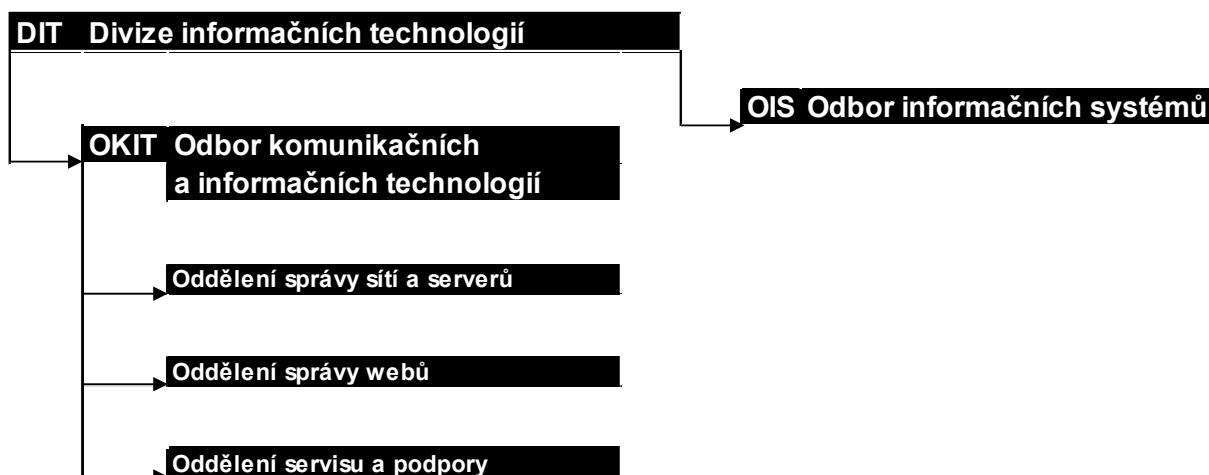 DIT Divize informačních technologií
OIS Odbor informačních systémů
OKIT Odbor komunikačních
a informačních technologií
Oddělení správy sítí a serverů
Oddělení správy webů
Oddělení servisu a podpory